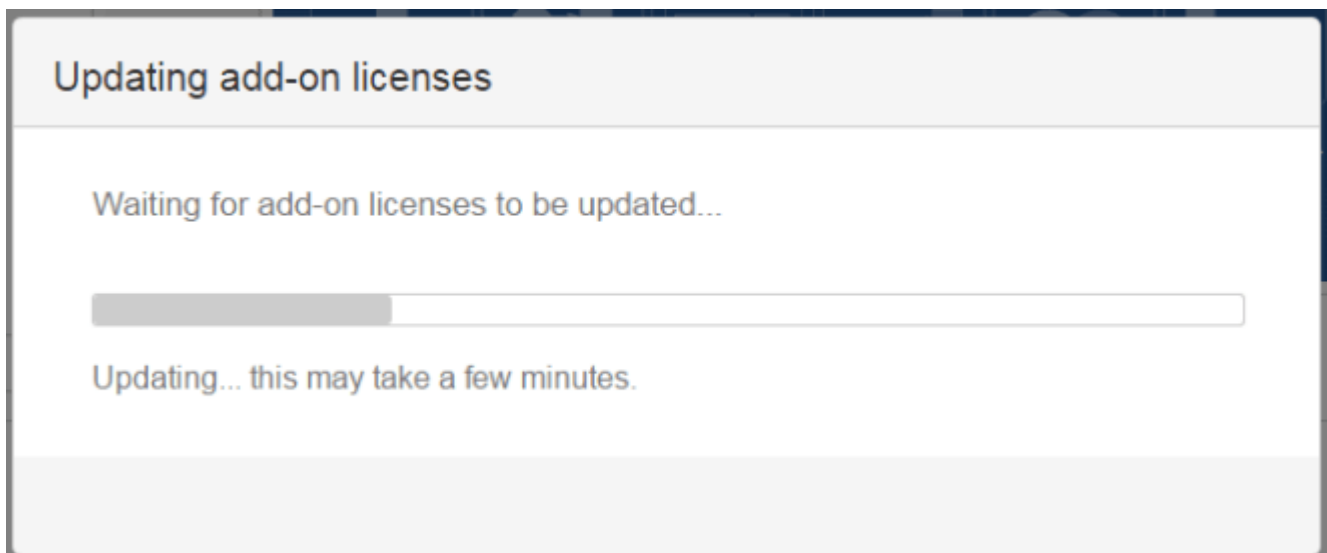 Updating add-on licenses
Waiting for add-on licenses to be updated...
Updating... this may take a few minutes.